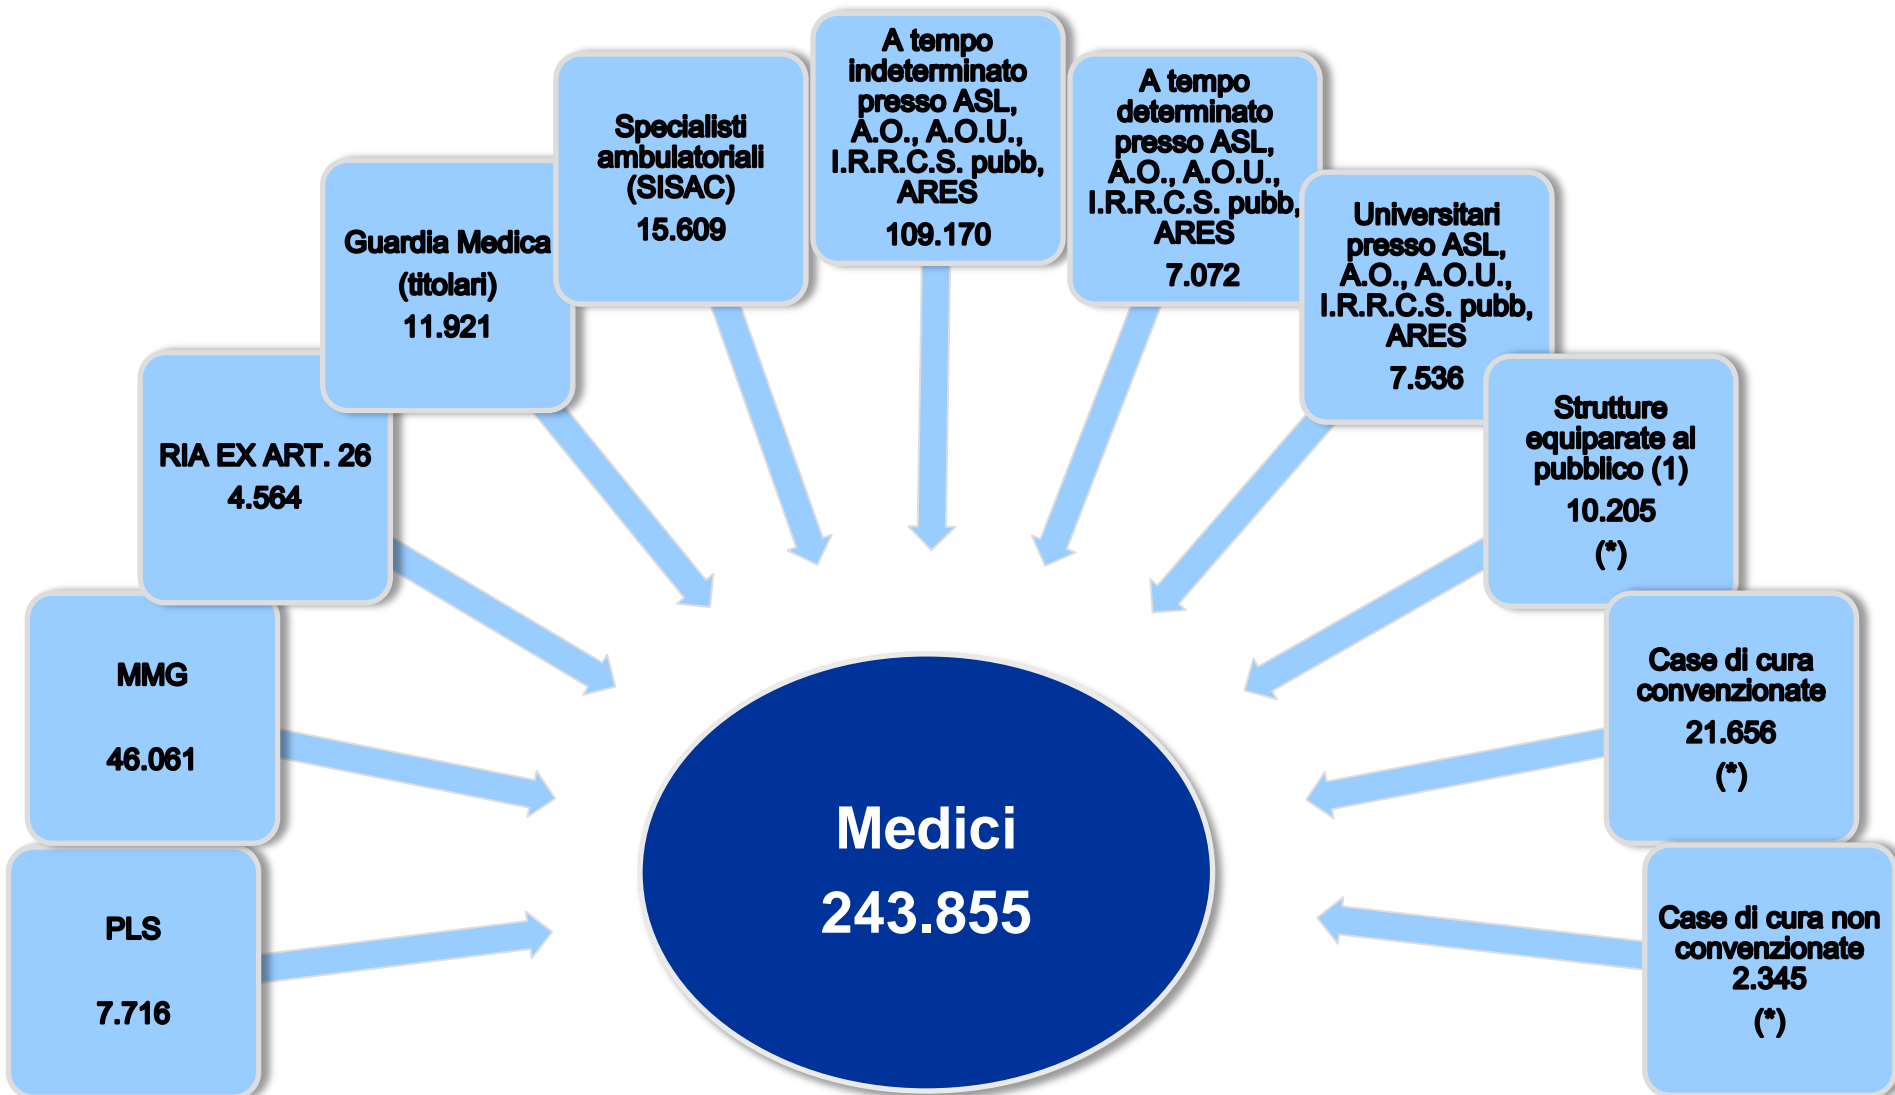 PLS
7.716
MMG
46.061
RIA EX ART. 26
4.564
Guardia Medica
(titolari)
11.921
Specialisti
ambulatoriali
(SISAC)
15.609
A tempo
indeterminato
presso ASL,
A.O., A.O.U.,
I.R.R.C.S. pubb,
ARES
109.170
A tempo
determinato
presso ASL,
A.O., A.O.U.,
I.R.R.C.S. pubb,
ARES
7.072
Universitari
presso ASL,
A.O., A.O.U.,
I.R.R.C.S. pubb,
ARES
7.536
Strutture
equiparate al
pubblico (1)
10.205
(*)
Case di cura
convenzionate
21.656
(*)
Case di cura non
convenzionate
2.345
(*)
Medici
243.855